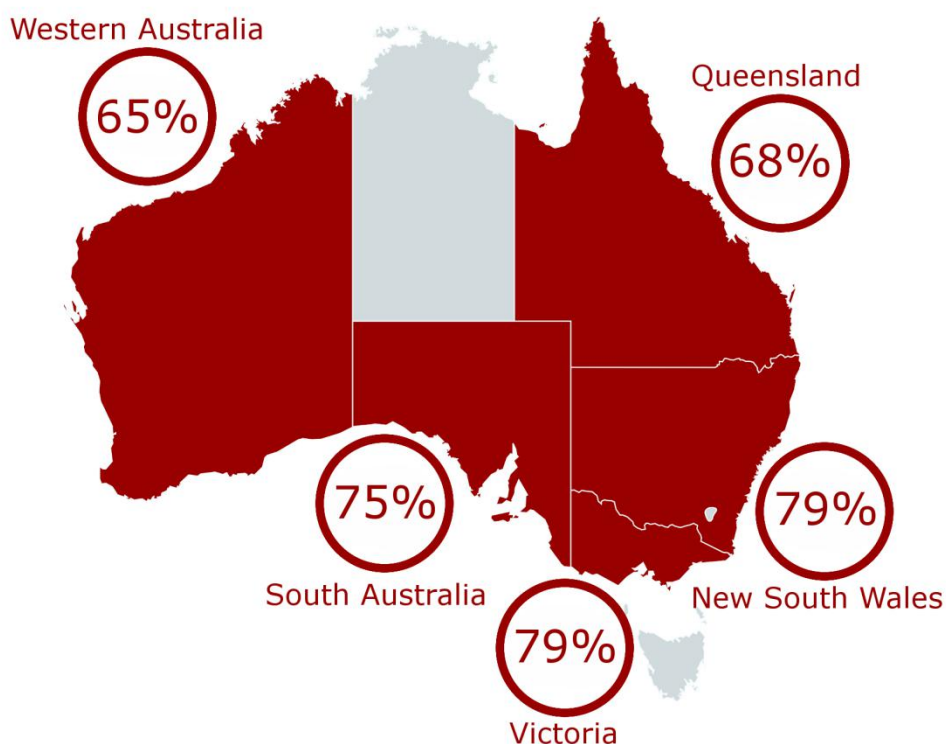 Western Australia
65%
Queensland
68%
75%
South Australia
79%
New South Wales
79%
Victoria